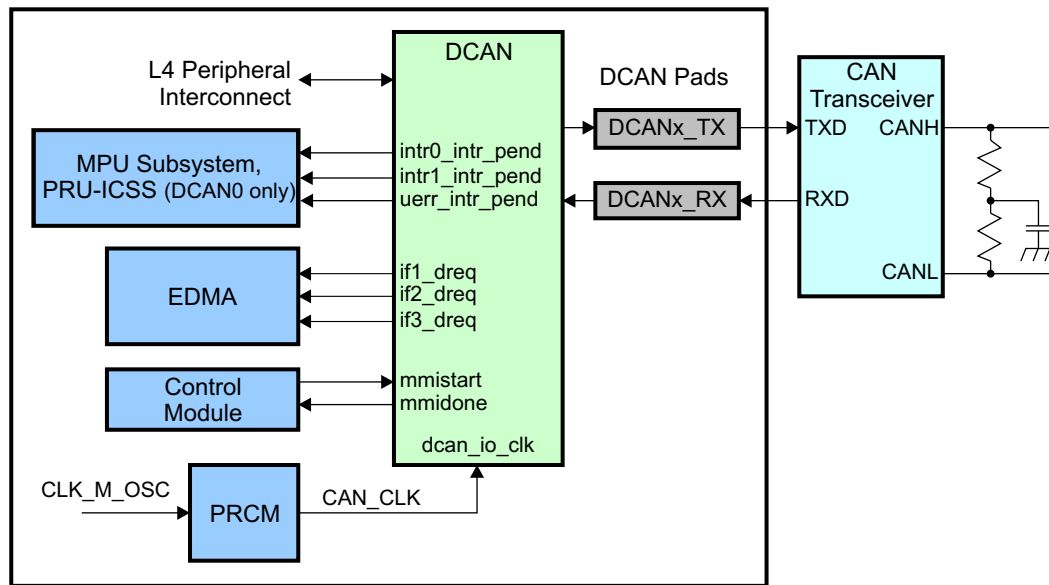 DCAN
L4 Peripheral
Interconnect
DCAN Pads
CAN
Transceiver
DCANx_TX
TXD
CANH
MPU Subsystem,
PRU-ICSS (DCAN0 only)
intr0_intr_pend
intr1_intr_pend
uerr_intr_pend
DCANx_RX
RXD
CANL
EDMA
if1_dreq
if2_dreq
if3_dreq
Control
Module
mmistart
mmidone
dcan_io_clk
CLK_M_OSC
PRCM
CAN_CLK